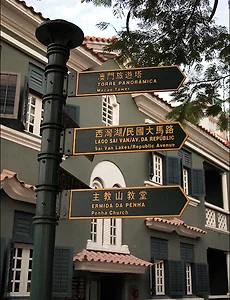 澳門旅遊塔
TORRE PANORÂMICA
Macau Tower
西灣湖/民國大馬路
LAGO SAI VAN/AV. DA REPÚBLICA
Sai Van Lakes/Republic Avenue
主教山教堂
ERMIDA DA PENHA
Penha Church